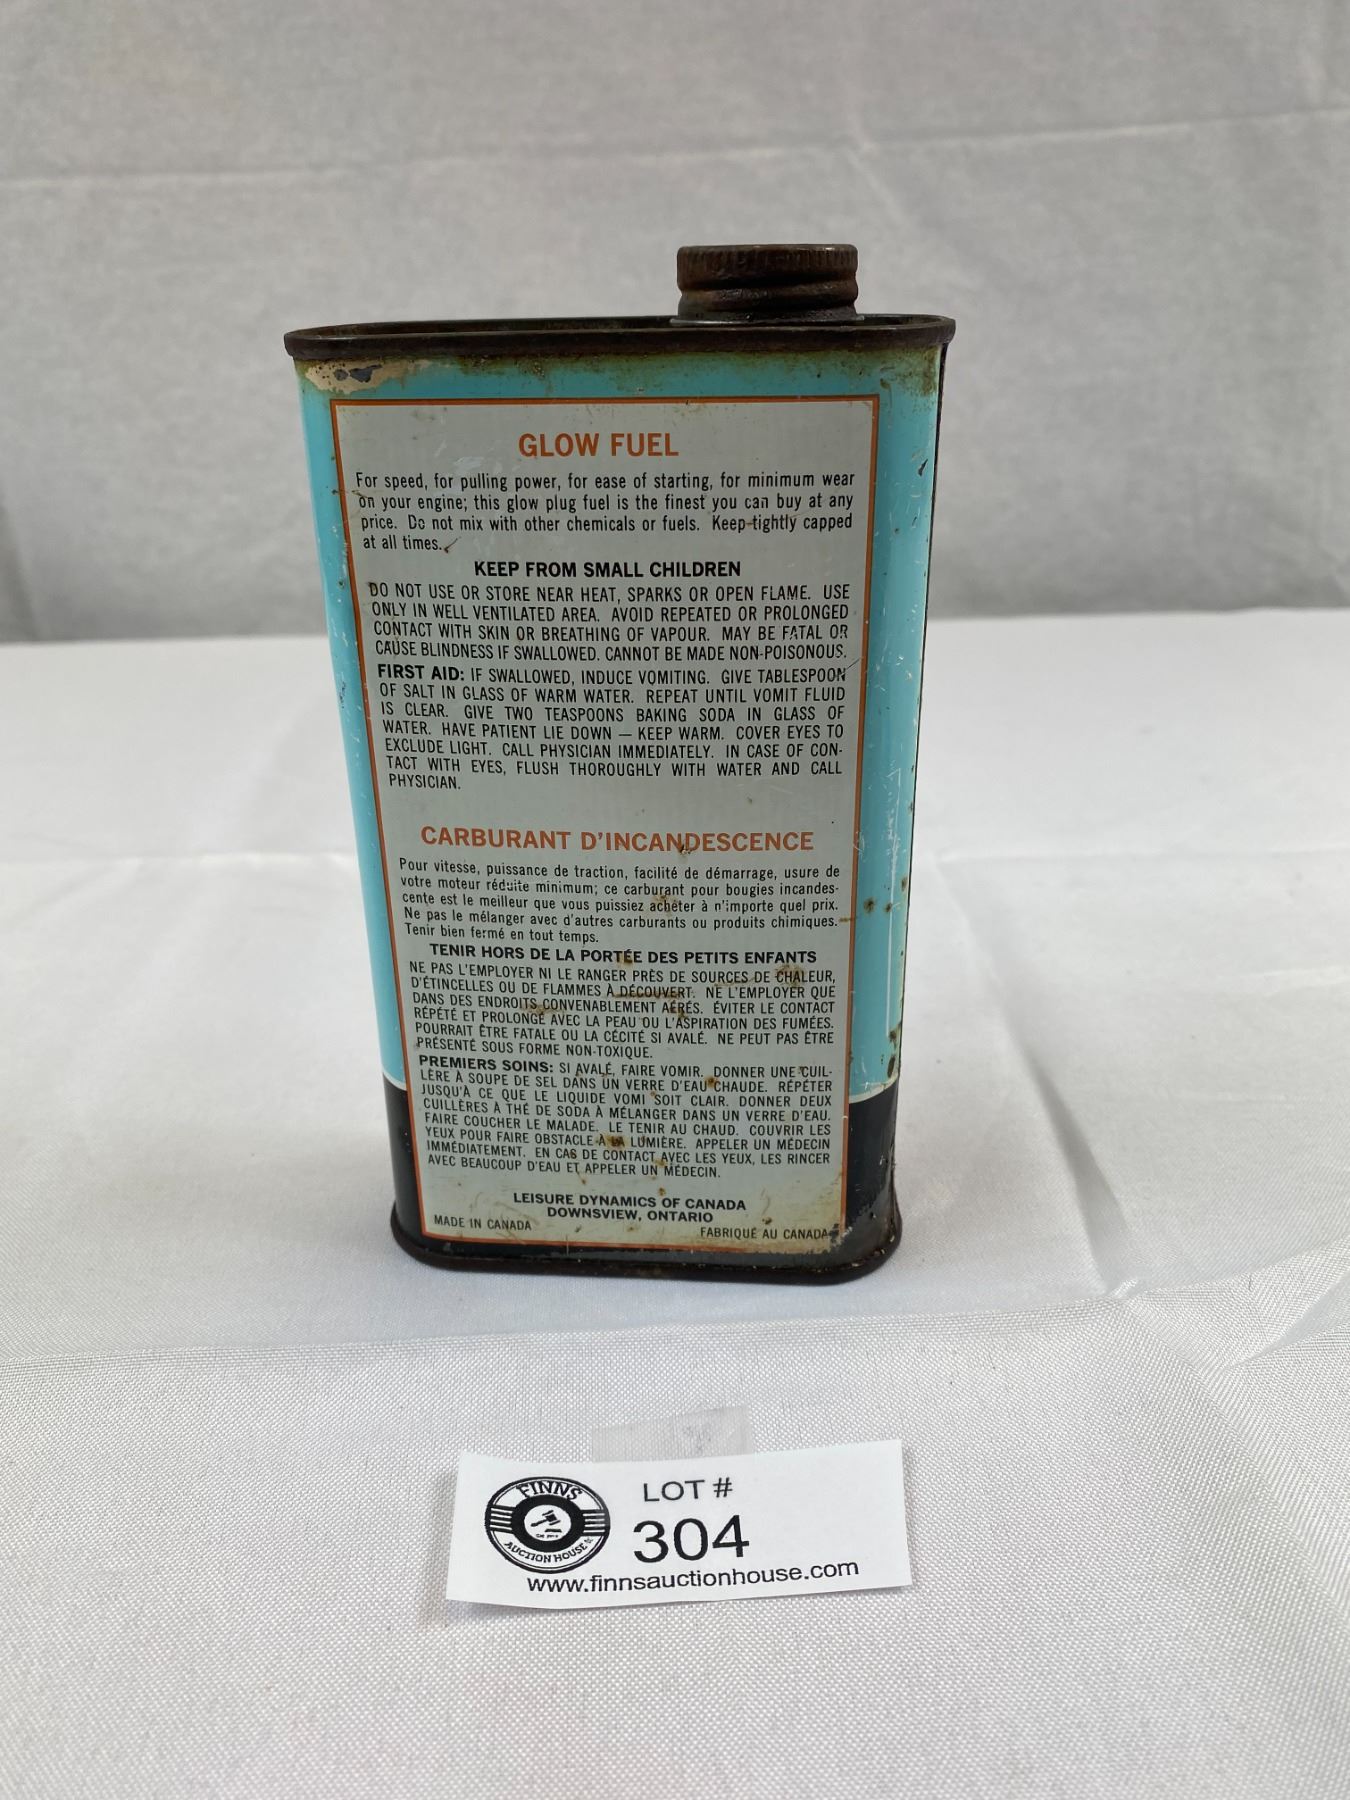 GLOW FUEL
For speed, for pulling power, for ease of starting, for minimum wear
on your engine; this glow plug fuel is the finest you can buy at any
price. Do not mix with other chemicals or fuels. Keep tightly capped
at all times.
KEEP FROM SMALL CHILDREN
DO NOT USE OR STORE NEAR HEAT, SPARKS OR OPEN FLAME. USE
ONLY IN WELL VENTILATED AREA. AVOID REPEATED OR PROLONGED
CONTACT WITH SKIN OR BREATHING OF VAPOUR. MAY BE FATAL OR
CAUSE BLINDNESS IF SWALLOWED. CANNOT BE MADE NON-POISONOUS.
FIRST AID: IF SWALLOWED, INDUCE VOMITING. GIVE TABLESPOON
OF SALT IN GLASS OF WARM WATER. REPEAT UNTIL VOMIT FLUID
IS CLEAR. GIVE TWO TEASPOONS BAKING SODA IN GLASS OF
WATER. HAVE PATIENT LIE DOWN — KEEP WARM. COVER EYES TO
EXCLUDE LIGHT. CALL PHYSICIAN IMMEDIATELY. IN CASE OF CON-
TACT WITH EYES, FLUSH THOROUGHLY WITH WATER AND CALL
PHYSICIAN.
CARBURANT D'INCANDESCENCE
Pour vitesse, puissance de traction, facilité de démarrage, usure de
votre moteur réduite minimum; ce carburant pour bougies incandes-
cente est le meilleur que vous puissiez acheter à n'importe quel prix.
Ne pas le mélanger avec d'autres carburants ou produits chimiques.
Tenir bien fermé en tout temps.
TENIR HORS DE LA PORTÉE DES PETITS ENFANTS
NE PAS L'EMPLOYER NI LE RANGER PRÈS DE SOURCES DE CHALEUR,
D'ÉTINCELLES OU DE FLAMMES À DÉCOUVERT. NE L'EMPLOYER QUE
DANS DES ENDROITS CONVENABLEMENT AÉRÉS. ÉVITER LE CONTACT
RÉPÉTÉ ET PROLONGÉ AVEC LA PEAU OU L'ASPIRATION DES FUMÉES.
POURRAIT ÊTRE FATALE OU LA CÉCITÉ SI AVALÉ. NE PEUT PAS ÊTRE
PRÉSENTÉ SOUS FORME NON-TOXIQUE.
PREMIERS SOINS: SI AVALÉ, FAIRE VOMIR. DONNER UNE CUIL-
LÈRE À SOUPE DE SEL DANS UN VERRE D'EAU CHAUDE. RÉPÉTER
JUSQU'À CE QUE LE LIQUIDE VOMI SOIT CLAIR. DONNER DEUX
CUILLÈRES À THÉ DE SODA À MÉLANGER DANS UN VERRE D'EAU.
FAIRE COUCHER LE MALADE. LE TENIR AU CHAUD. COUVRIR LES
YEUX POUR FAIRE OBSTACLE À LA LUMIÈRE. APPELER UN MÉDECIN
IMMÉDIATEMENT. EN CAS DE CONTACT AVEC LES YEUX, LES RINCER
AVEC BEAUCOUP D'EAU ET APPELER UN MÉDECIN.
LEISURE DYNAMICS OF CANADA
DOWNSVIEW, ONTARIO
MADE IN CANADA
FABRIQUÉ AU CANADA
FINNS
AUCTION HOUSE
LOT #
304
www.finnsauctionhouse.com